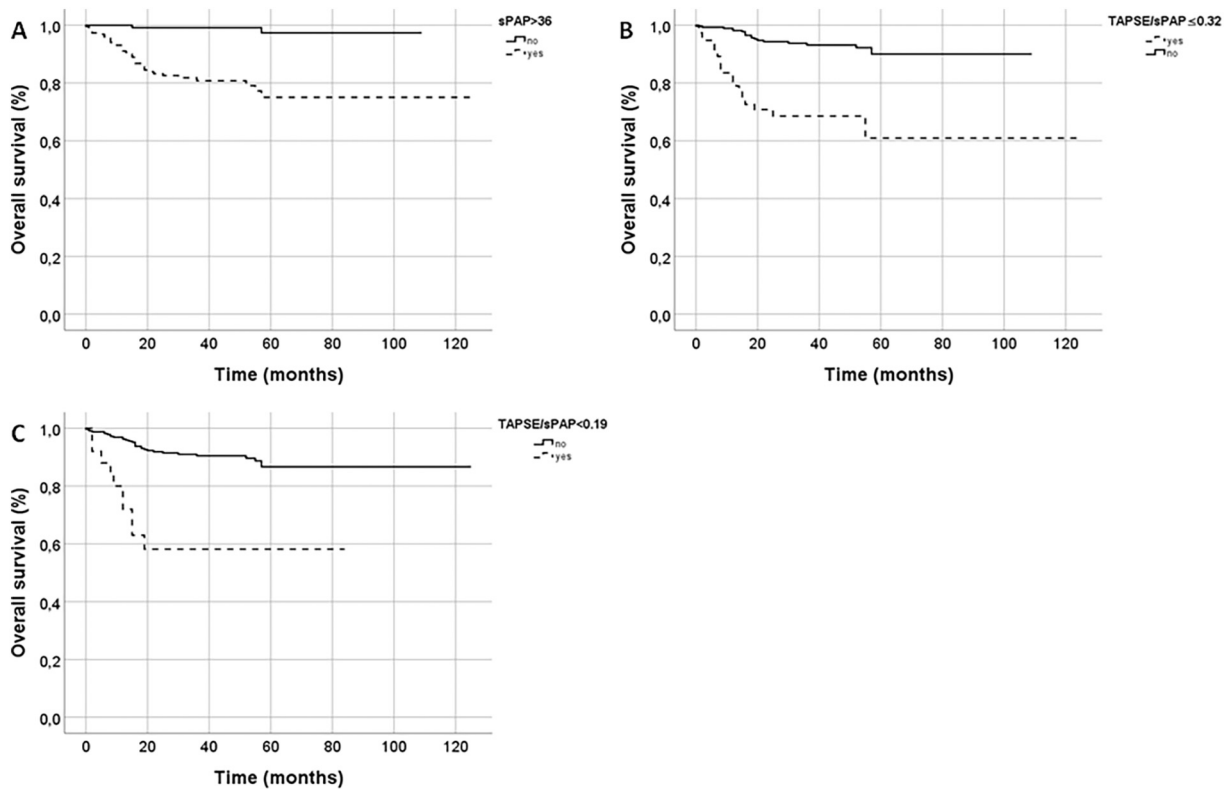 A
sPAP>36
no
yes
Overall survival (%)
1,0
0,8
0,6
0,4
0,2
0,0
0 20 40 60 80 100 120
Time (months)
B
TAPSE/sPAP≤0.32
yes
no
Overall survival (%)
1,0
0,8
0,6
0,4
0,2
0,0
0 20 40 60 80 100 120
Time (months)
C
TAPSE/sPAP<0.19
no
yes
Overall survival (%)
1,0
0,8
0,6
0,4
0,2
0,0
0 20 40 60 80 100 120
Time (months)